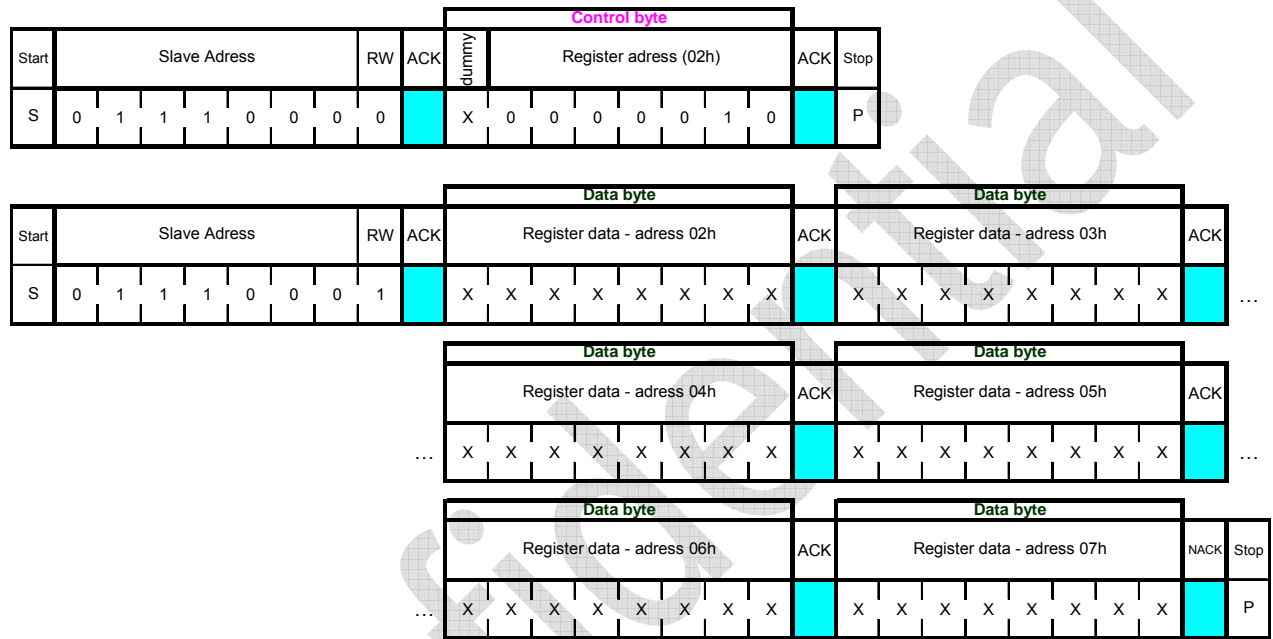 Control byte
Start Slave Adress RW ACK dummy Register adress (02h) ACK Stop
S 0 1 1 1 0 0 0 0 X 0 0 0 0 0 1 0 P
Data byte Data byte
Start Slave Adress RW ACK Register data - adress 02h ACK Register data - adress 03h ACK
S 0 1 1 1 0 0 0 1 X X X X X X X X X X X X X X X X ...
Data byte Data byte
Register data - adress 04h ACK Register data - adress 05h ACK
... X X X X X X X X X X X X X X X X ...
Data byte Data byte
Register data - adress 06h ACK Register data - adress 07h NACK Stop
... X X X X X X X X X X X X X X X X P
fidential